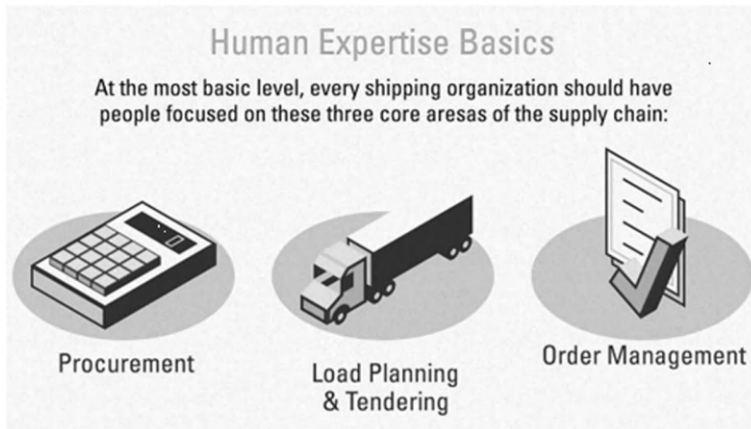 Human Expertise Basics
At the most basic level, every shipping organization should have
people focused on these three core aresas of the supply chain:
Procurement
Load Planning
& Tendering
Order Management